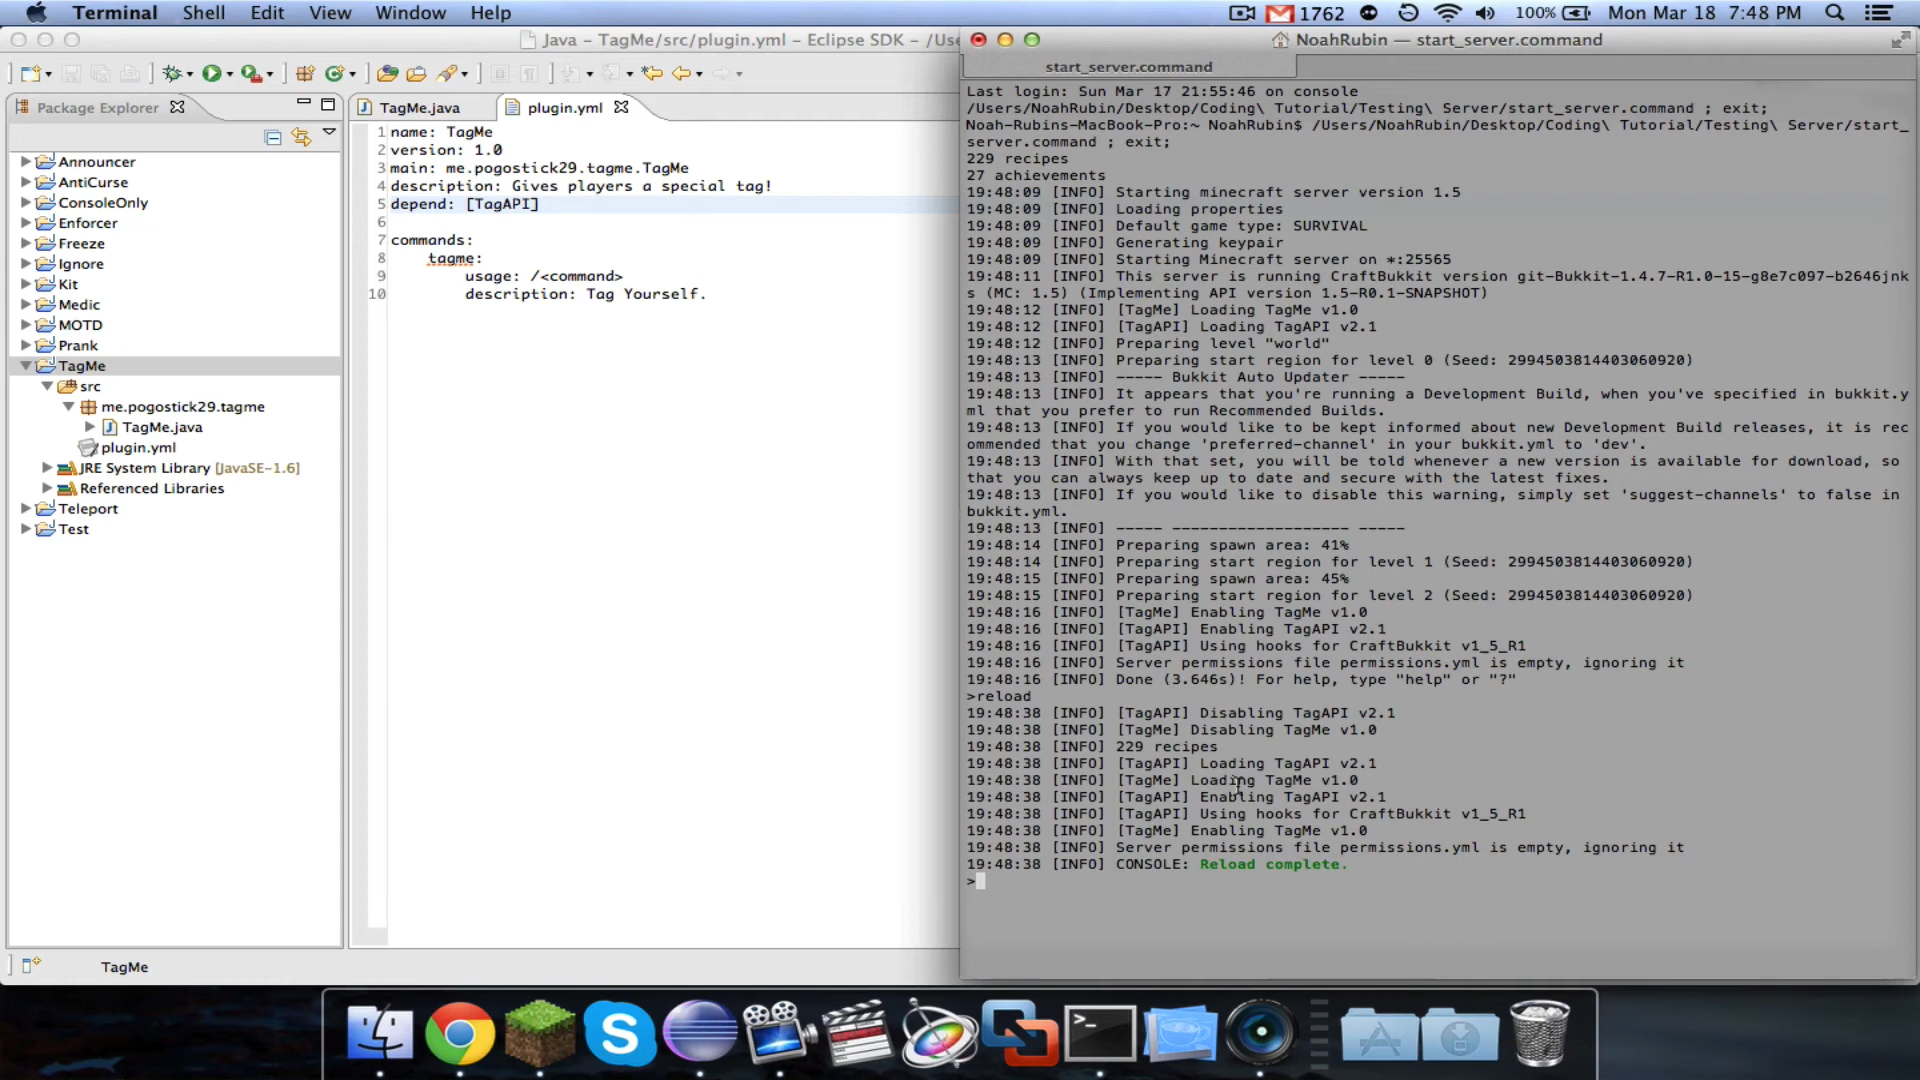 Terminal Shell Edit View Window Help 1762 100% Mon Mar 18 7:48 PM
Java – TagMe/src/plugin.yml – Eclipse SDK – /Use
Package Explorer
Announcer
AntiCurse
ConsoleOnly
Enforcer
Freeze
Ignore
Kit
Medic
MOTD
Prank
TagMe
src
me.pogostick29.tagme
TagMe.java
plugin.yml
JRE System Library [JavaSE-1.6]
Referenced Libraries
Teleport
Test
TagMe
TagMe.java plugin.yml
1 name: TagMe
2 version: 1.0
3 main: me.pogostick29.tagme.TagMe
4 description: Gives players a special tag!
5 depend: [TagAPI]
6
7 commands:
8 tagme:
9 usage: /<command>
10 description: Tag Yourself.
NoahRubin — start_server.command
start_server.command
Last login: Sun Mar 17 21:55:46 on console
/Users/NoahRubin/Desktop/Coding\ Tutorial/Testing\ Server/start_server.command ; exit;
Noah-Rubins-MacBook-Pro:~ NoahRubin$ /Users/NoahRubin/Desktop/Coding\ Tutorial/Testing\ Server/start_
server.command ; exit;
229 recipes
27 achievements
19:48:09 [INFO] Starting minecraft server version 1.5
19:48:09 [INFO] Loading properties
19:48:09 [INFO] Default game type: SURVIVAL
19:48:09 [INFO] Generating keypair
19:48:09 [INFO] Starting Minecraft server on *:25565
19:48:11 [INFO] This server is running CraftBukkit version git-Bukkit-1.4.7-R1.0-15-g8e7c097-b2646jnk
s (MC: 1.5) (Implementing API version 1.5-R0.1-SNAPSHOT)
19:48:12 [INFO] [TagMe] Loading TagMe v1.0
19:48:12 [INFO] [TagAPI] Loading TagAPI v2.1
19:48:12 [INFO] Preparing level "world"
19:48:13 [INFO] Preparing start region for level 0 (Seed: 2994503814403060920)
19:48:13 [INFO] ----- Bukkit Auto Updater -----
19:48:13 [INFO] It appears that you're running a Development Build, when you've specified in bukkit.y
ml that you prefer to run Recommended Builds.
19:48:13 [INFO] If you would like to be kept informed about new Development Build releases, it is rec
ommended that you change 'preferred-channel' in your bukkit.yml to 'dev'.
19:48:13 [INFO] With that set, you will be told whenever a new version is available for download, so
that you can always keep up to date and secure with the latest fixes.
19:48:13 [INFO] If you would like to disable this warning, simply set 'suggest-channels' to false in
bukkit.yml.
19:48:13 [INFO] ----- ------------------- -----
19:48:14 [INFO] Preparing spawn area: 41%
19:48:14 [INFO] Preparing start region for level 1 (Seed: 2994503814403060920)
19:48:15 [INFO] Preparing spawn area: 45%
19:48:15 [INFO] Preparing start region for level 2 (Seed: 2994503814403060920)
19:48:16 [INFO] [TagMe] Enabling TagMe v1.0
19:48:16 [INFO] [TagAPI] Enabling TagAPI v2.1
19:48:16 [INFO] [TagAPI] Using hooks for CraftBukkit v1_5_R1
19:48:16 [INFO] Server permissions file permissions.yml is empty, ignoring it
19:48:16 [INFO] Done (3.646s)! For help, type "help" or "?"
>reload
19:48:38 [INFO] [TagAPI] Disabling TagAPI v2.1
19:48:38 [INFO] [TagMe] Disabling TagMe v1.0
19:48:38 [INFO] 229 recipes
19:48:38 [INFO] [TagAPI] Loading TagAPI v2.1
19:48:38 [INFO] [TagMe] Loading TagMe v1.0
19:48:38 [INFO] [TagAPI] Enabling TagAPI v2.1
19:48:38 [INFO] [TagAPI] Using hooks for CraftBukkit v1_5_R1
19:48:38 [INFO] [TagMe] Enabling TagMe v1.0
19:48:38 [INFO] Server permissions file permissions.yml is empty, ignoring it
19:48:38 [INFO] CONSOLE: Reload complete.
>